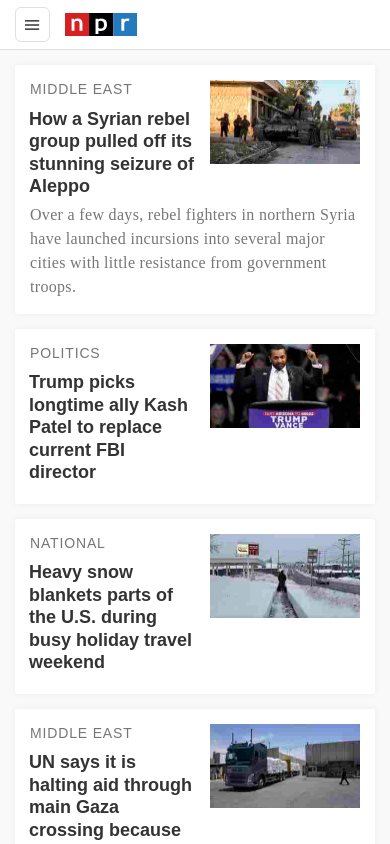 npr
MIDDLE EAST
How a Syrian rebel
group pulled off its
stunning seizure of
Aleppo
Over a few days, rebel fighters in northern Syria
have launched incursions into several major
cities with little resistance from government
troops.
POLITICS
Trump picks
longtime ally Kash
Patel to replace
current FBI
director
TRUMP
VANCE
NATIONAL
Heavy snow
blankets parts of
the U.S. during
busy holiday travel
weekend
MIDDLE EAST
UN says it is
halting aid through
main Gaza
crossing because